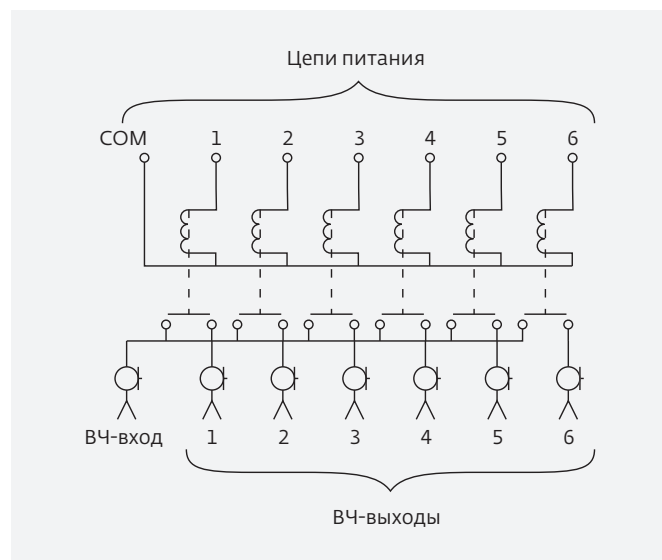 Цепи питания
COM 1 2 3 4 5 6
ВЧ-вход 1 2 3 4 5 6
ВЧ-выходы